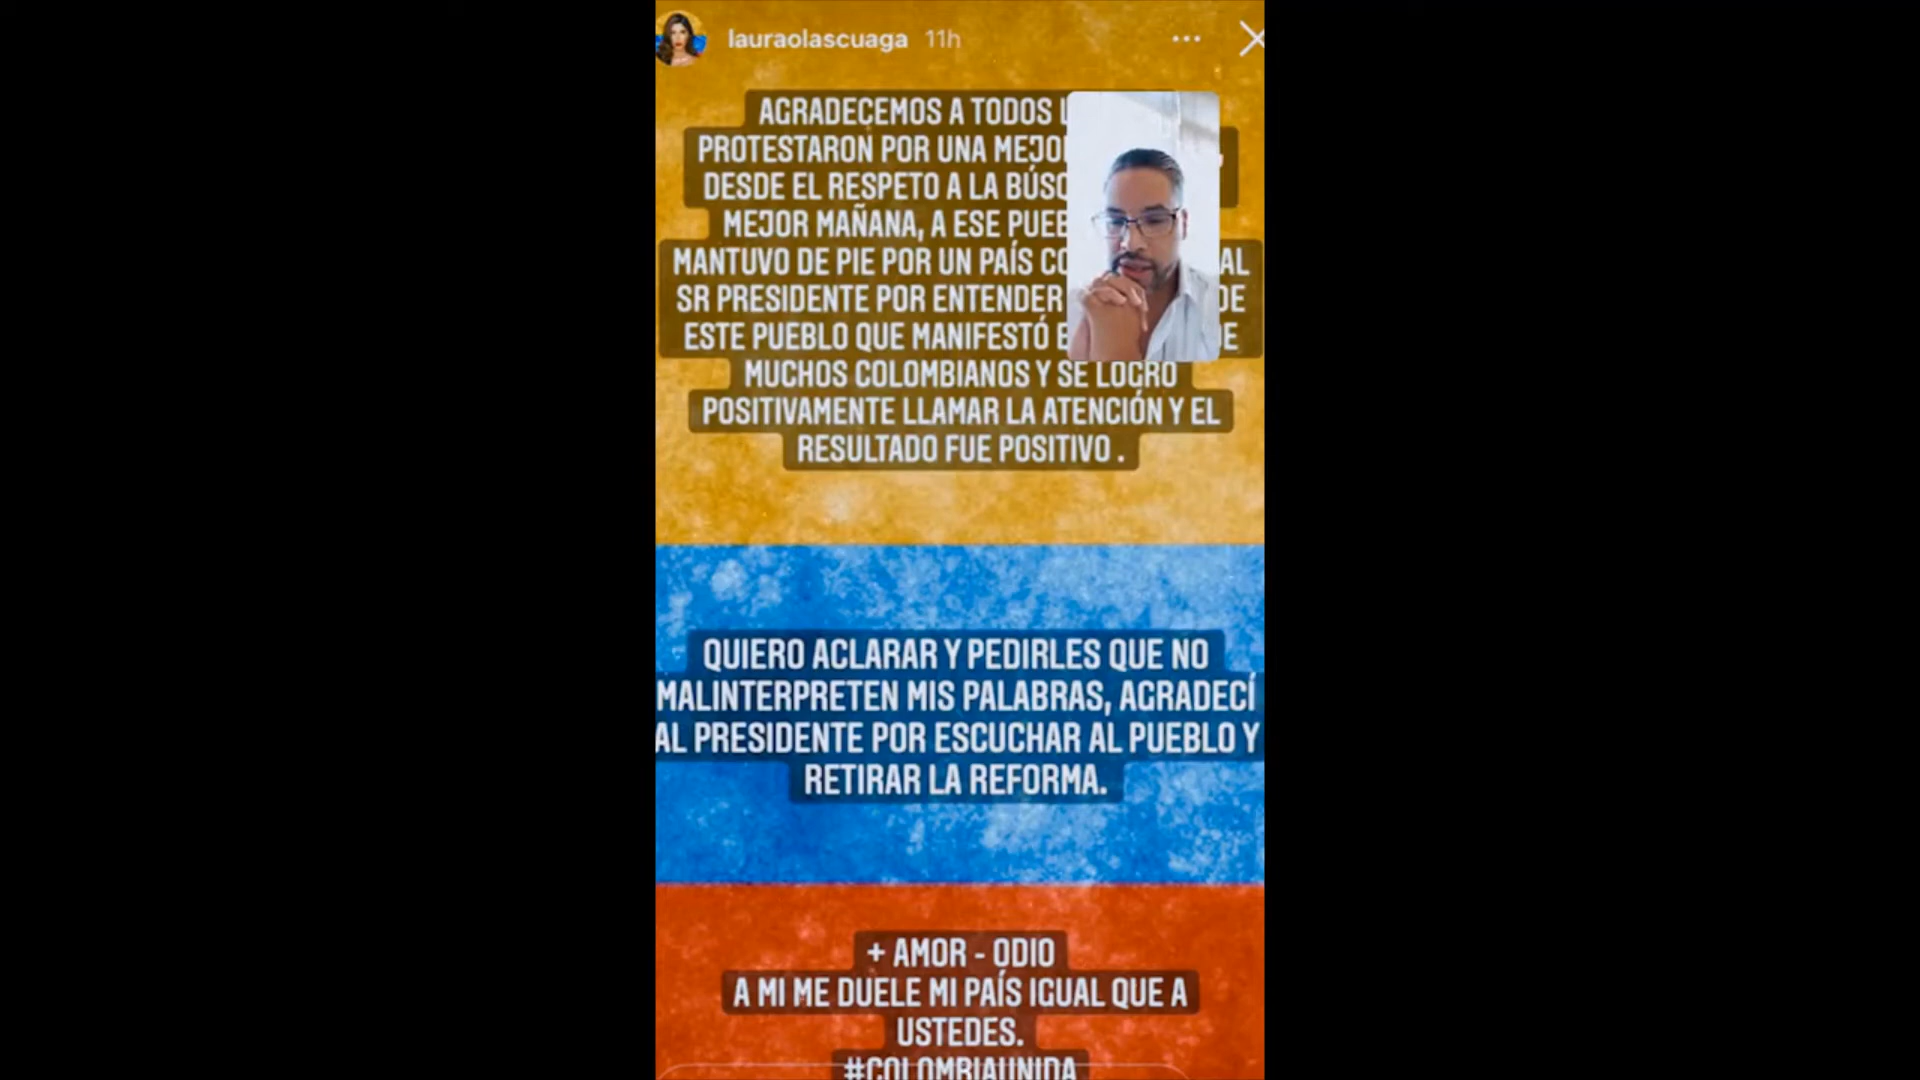 lauraolascuaga 11h
AGRADECEMOS A TODOS
PROTESTARON POR UNA
DESDE EL RESPETO A LA
MEJOR MAÑANA, A ESE
MANTUVO DE PIE POR UN PAÍS AL
SR PRESIDENTE POR ENTENDER DE
ESTE PUEBLO QUE MANIFESTÓ
MUCHOS COLOMBIANOS Y SE LOGRO
POSITIVAMENTE LLAMAR LA ATENCIÓN Y EL
RESULTADO FUE POSITIVO .
QUIERO ACLARAR Y PEDIRLES QUE NO
MALINTERPRETEN MIS PALABRAS, AGRADECÍ
AL PRESIDENTE POR ESCUCHAR AL PUEBLO Y
RETIRAR LA REFORMA.
+ AMOR - ODIO
A MI ME DUELE MI PAÍS IGUAL QUE A
USTEDES.
#COLOMBIAUNIDA